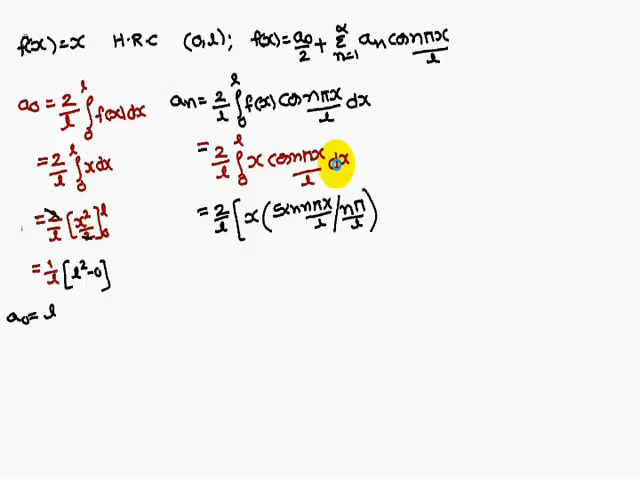 f(x) = x H.R.C (0, l); f(x) = a₀/2 + ∑_{n=1}^{∞} aₙ cos nπx/l
a₀ = 2/l ∫₀^l f(x) dx
= 2/l ∫₀^l x dx
= 2/l [x²/2]₀^l
= 1/l [l² - 0]
a₀ = l
aₙ = 2/l ∫₀^l f(x) cos nπx/l dx
= 2/l ∫₀^l x cos nπx/l dx
= 2/l [x (sin nπx/l / nπ/l)